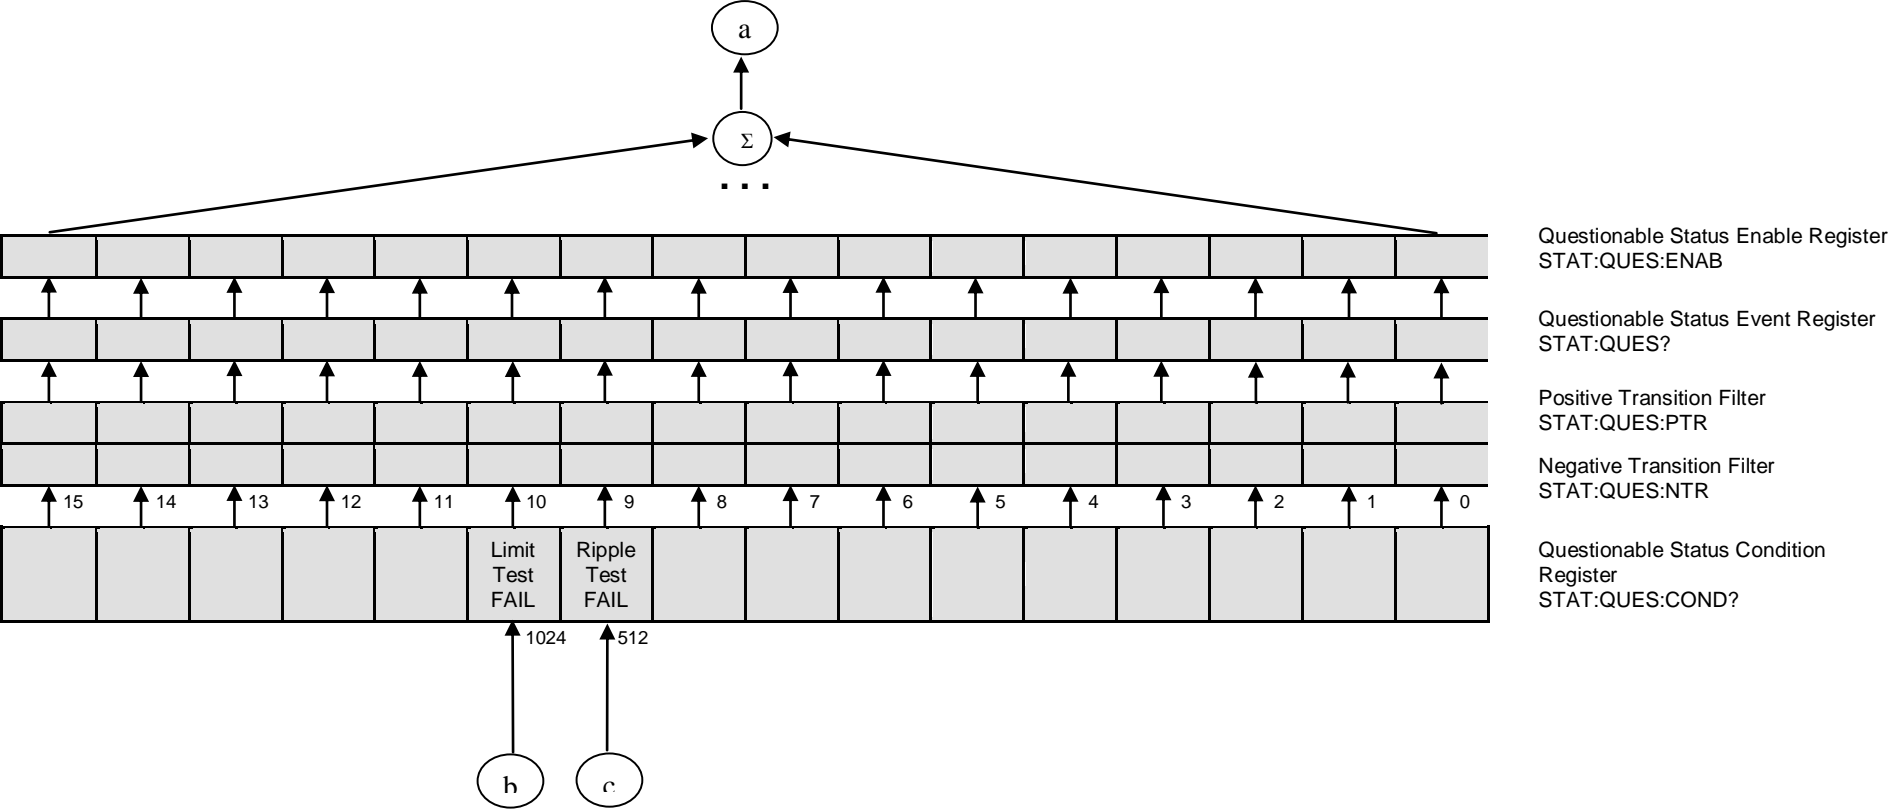 a
Σ
...
Questionable Status Enable Register
STAT:QUES:ENAB
Questionable Status Event Register
STAT:QUES?
Positive Transition Filter
STAT:QUES:PTR
Negative Transition Filter
STAT:QUES:NTR
15 14 13 12 11 10 9 8 7 6 5 4 3 2 1 0
Limit
Test
FAIL
Ripple
Test
FAIL
Questionable Status Condition
Register
STAT:QUES:COND?
1024 512
b c